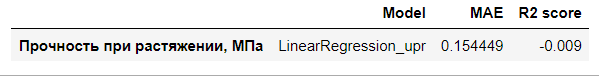 Model MAE R2 score
Прочность при растяжении, МПа LinearRegression_upr 0.154449 -0.009